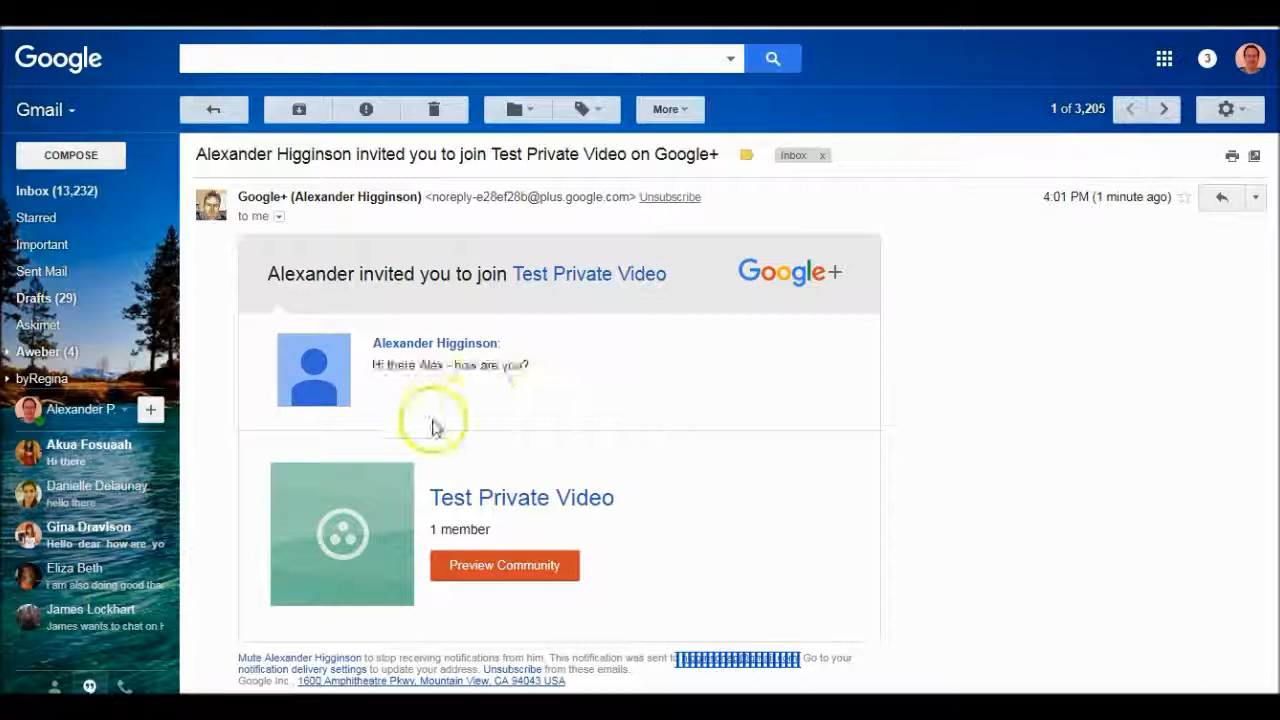 Google
3
Gmail
More
1 of 3,205
COMPOSE
Alexander Higginson invited you to join Test Private Video on Google+
Inbox x
Inbox (13,232)
Starred
Important
Sent Mail
Drafts (29)
Askimet
Aweber (4)
byRegina
Google+ (Alexander Higginson) <noreply-e28ef28b@plus.google.com> Unsubscribe
4:01 PM (1 minute ago)
to me
Alexander invited you to join Test Private Video
Google+
Alexander Higginson:
Hi there Alex - how are you?
Test Private Video
1 member
Preview Community
Alexander P.
Akua Fosuaah
Hi there
Danielle Delaunay
hello there
Gina Dravison
Hello dear how are yo
Eliza Beth
i am also doing good tha
James Lockhart
James wants to chat on H
Mute Alexander Higginson to stop receiving notifications from him. This notification was sent to Go to your
notification delivery settings to update your address. Unsubscribe from these emails.
Google Inc., 1600 Amphitheatre Pkwy, Mountain View, CA 94043 USA